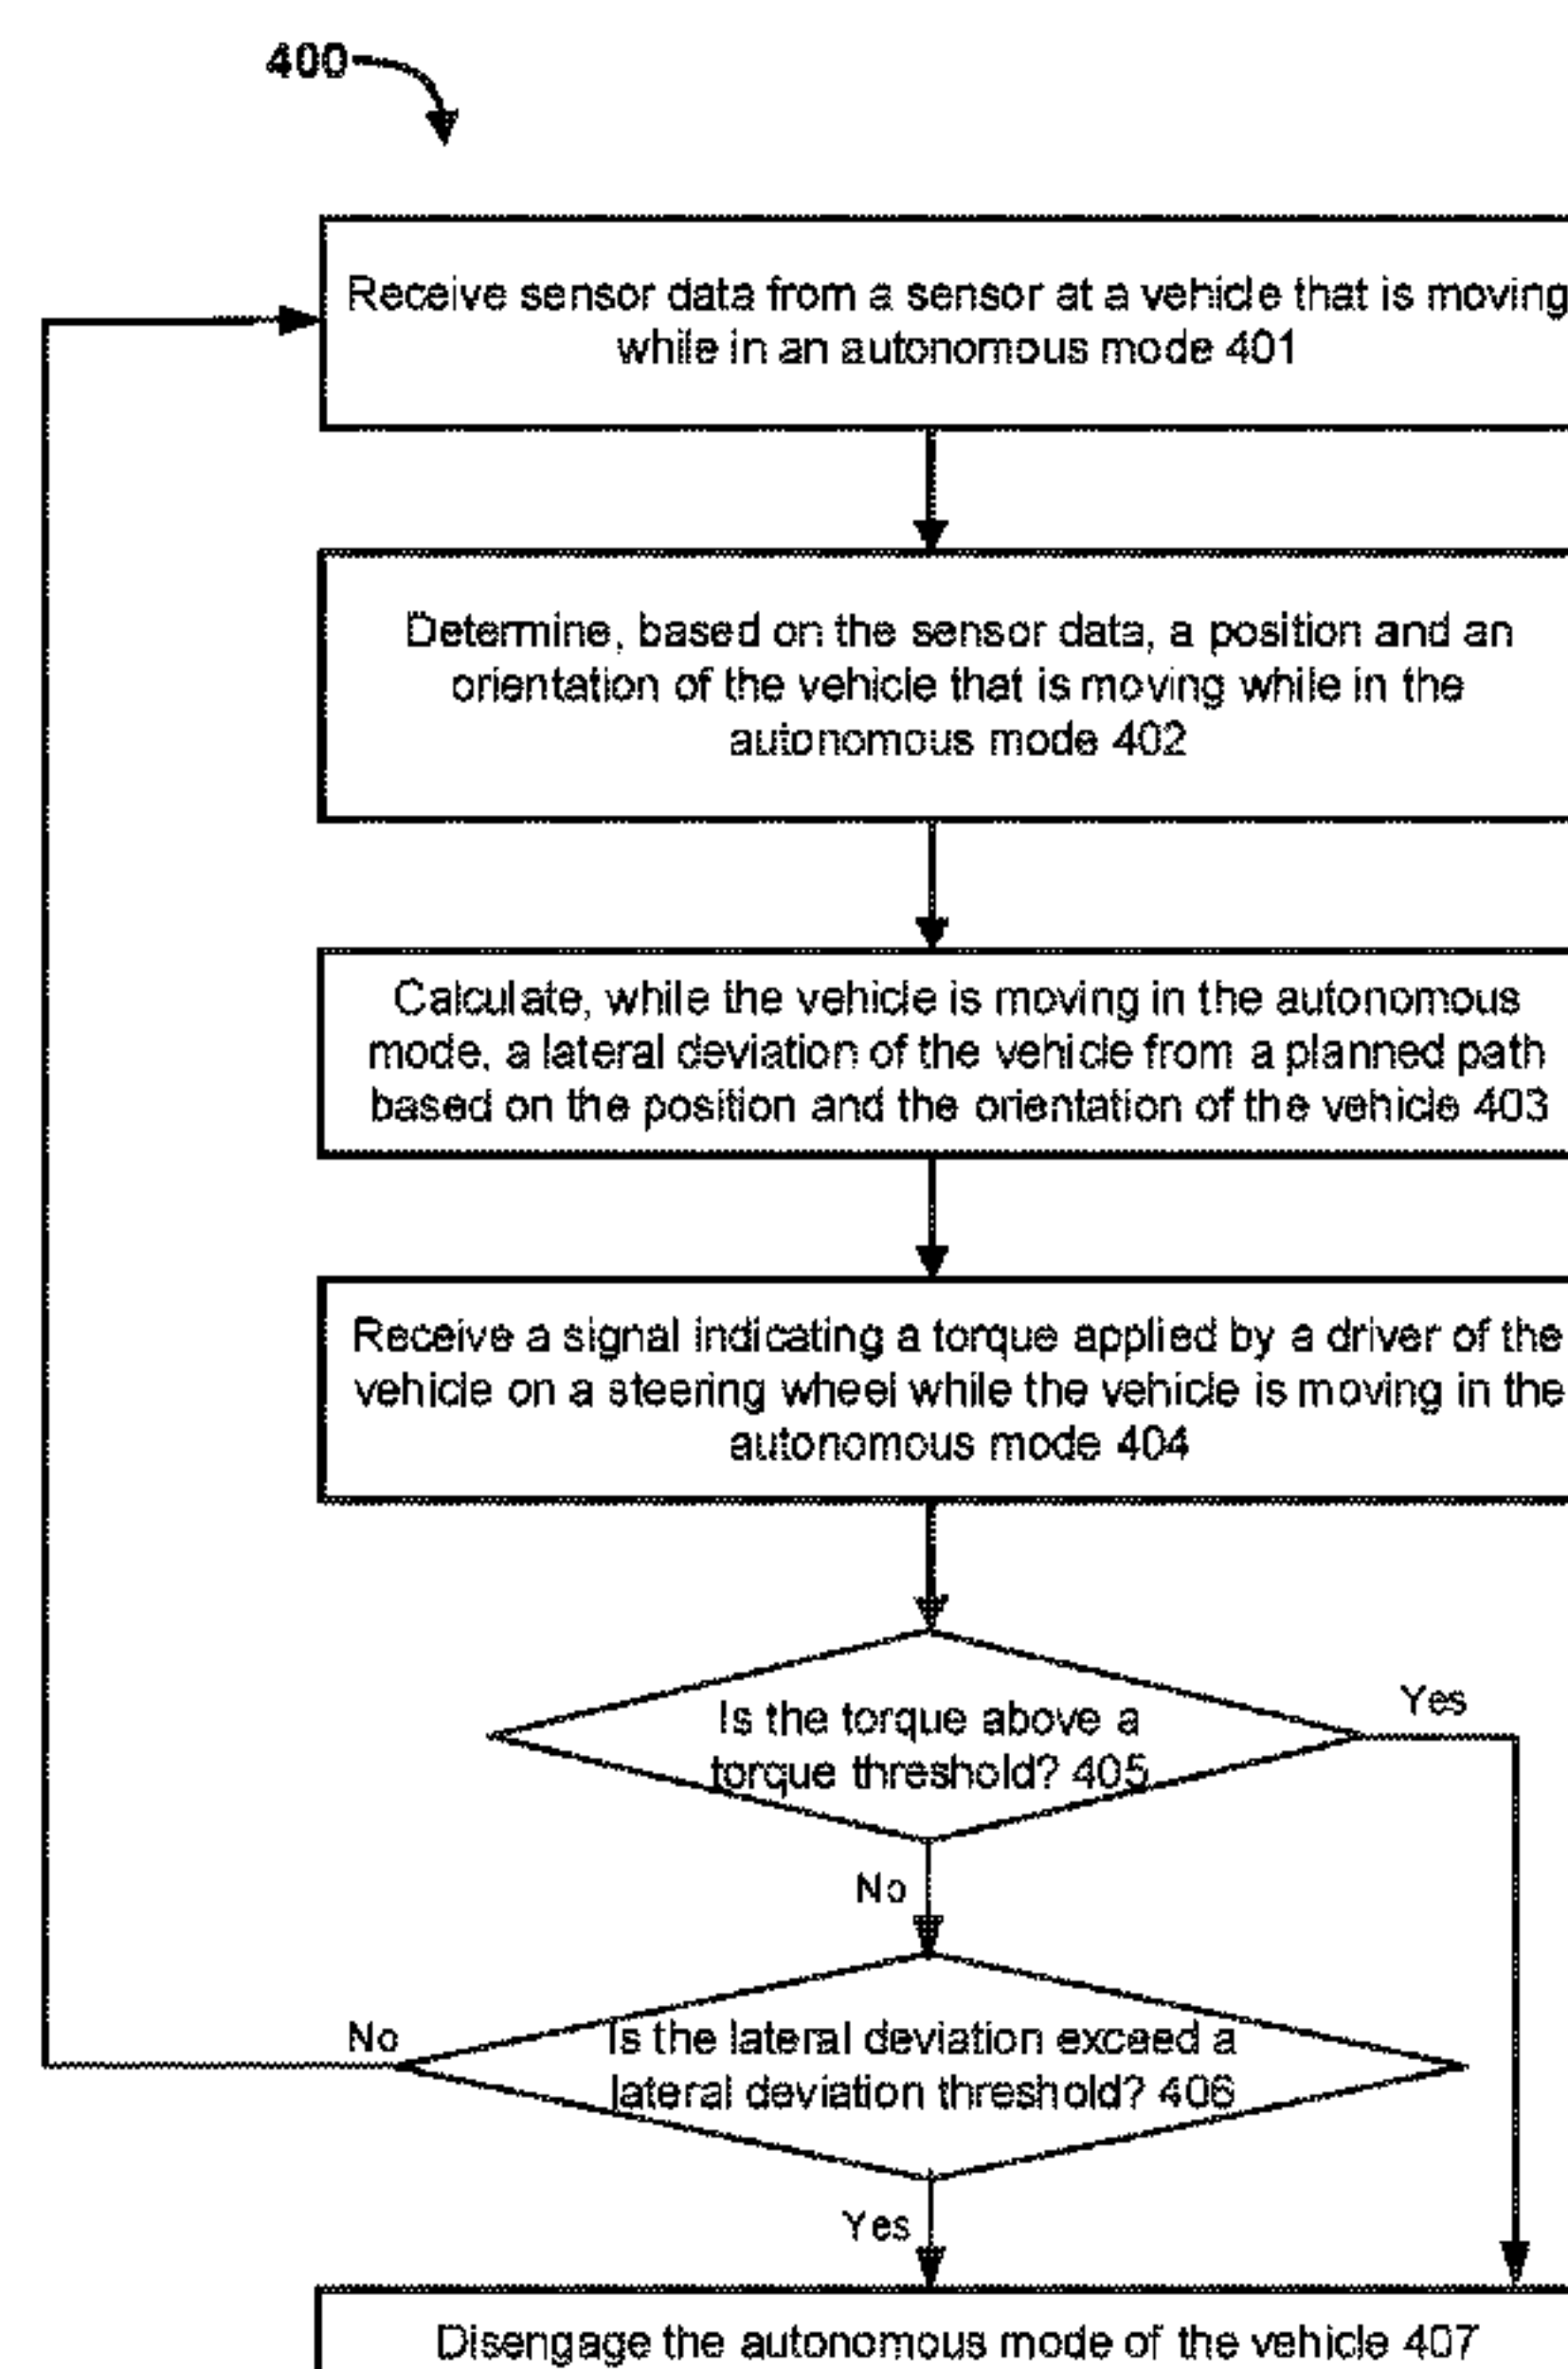 400
Receive sensor data from a sensor at a vehicle that is moving
while in an autonomous mode 401
Determine, based on the sensor data, a position and an
orientation of the vehicle that is moving while in the
autonomous mode 402
Calculate, while the vehicle is moving in the autonomous
mode, a lateral deviation of the vehicle from a planned path
based on the position and the orientation of the vehicle 403
Receive a signal indicating a torque applied by a driver of the
vehicle on a steering wheel while the vehicle is moving in the
autonomous mode 404
Is the torque above a
torque threshold? 405
Yes
No
Is the lateral deviation exceed a
lateral deviation threshold? 406
No
Yes
Disengage the autonomous mode of the vehicle 407